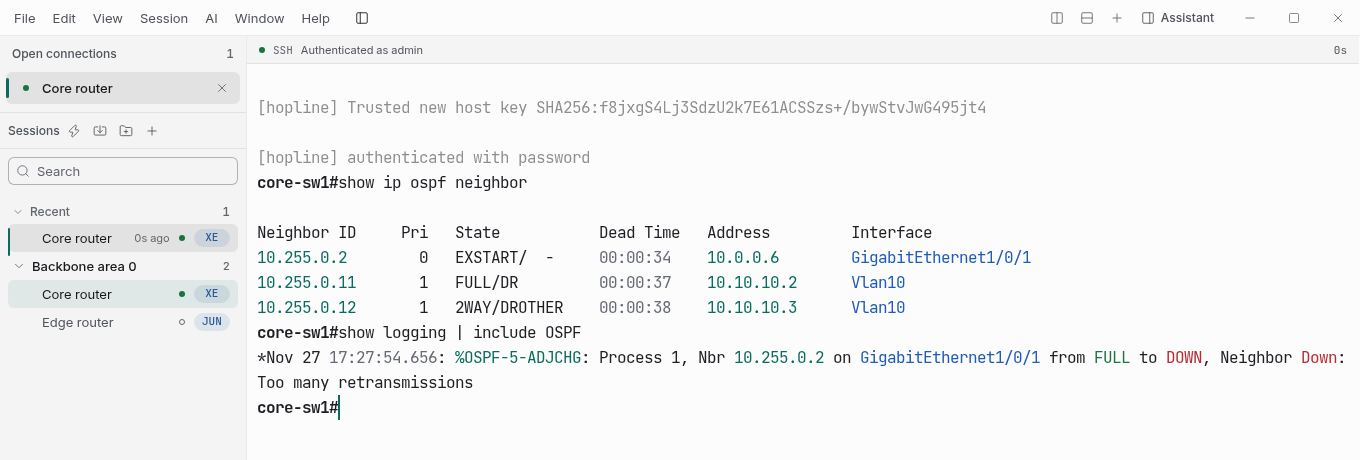 File Edit View Session AI Window Help Assistant
Open connections 1
Core router
Sessions
Search
Recent 1
Core router 0s ago XE
Backbone area 0 2
Core router XE
Edge router JUN
SSH Authenticated as admin 0s
[hopline] Trusted new host key SHA256:f8jxgS4Lj3SdzU2k7E61ACSSzs+/bywStvJwG495jt4
[hopline] authenticated with password
core-sw1#show ip ospf neighbor
Neighbor ID Pri State Dead Time Address Interface
10.255.0.2 0 EXSTART/ - 00:00:34 10.0.0.6 GigabitEthernet1/0/1
10.255.0.11 1 FULL/DR 00:00:37 10.10.10.2 Vlan10
10.255.0.12 1 2WAY/DROTHER 00:00:38 10.10.10.3 Vlan10
core-sw1#show logging | include OSPF
*Nov 27 17:27:54.656: %OSPF-5-ADJCHG: Process 1, Nbr 10.255.0.2 on GigabitEthernet1/0/1 from FULL to DOWN, Neighbor Down:
Too many retransmissions
core-sw1#